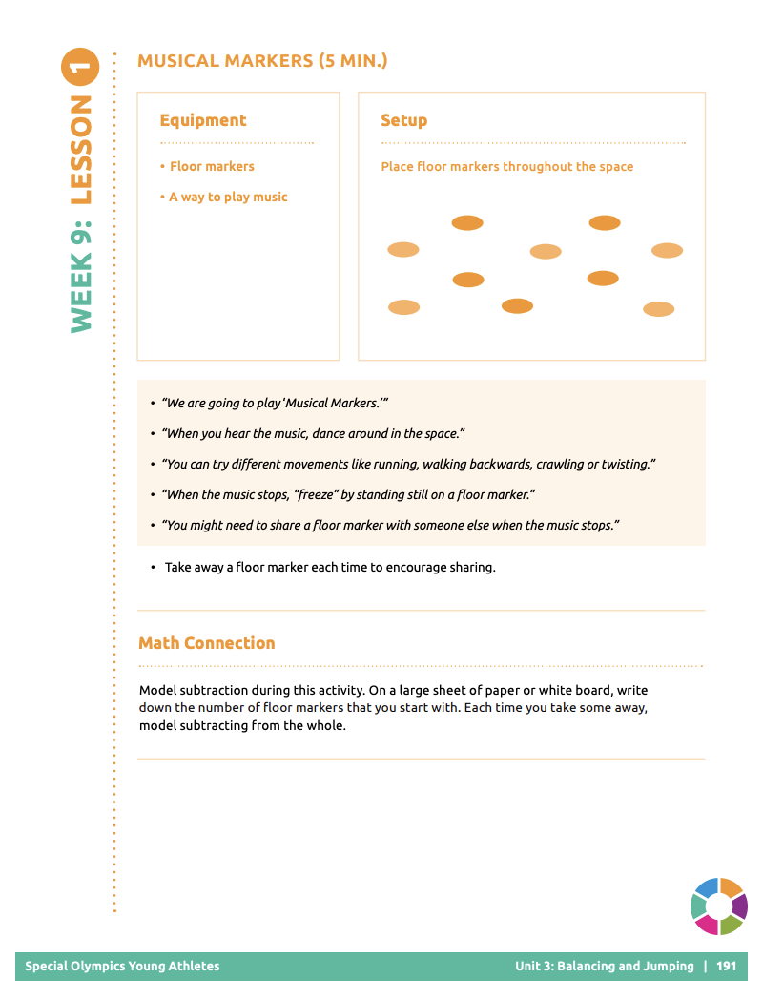 WEEK 9: LESSON 1
MUSICAL MARKERS (5 MIN.)
Equipment
• Floor markers
• A way to play music
Setup
Place floor markers throughout the space
• “We are going to play ‘Musical Markers.’”
• “When you hear the music, dance around in the space.”
• “You can try different movements like running, walking backwards, crawling or twisting.”
• “When the music stops, “freeze” by standing still on a floor marker.”
• “You might need to share a floor marker with someone else when the music stops.”
• Take away a floor marker each time to encourage sharing.
Math Connection
Model subtraction during this activity. On a large sheet of paper or white board, write
down the number of floor markers that you start with. Each time you take some away,
model subtracting from the whole.
Special Olympics Young Athletes
Unit 3: Balancing and Jumping | 191